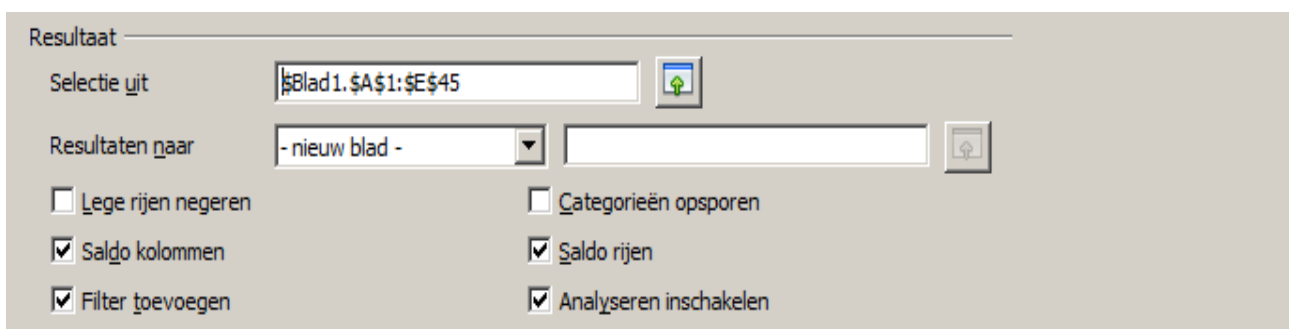 Resultaat
Selectie uit $Blad1.$A$1:$E$45
Resultaten naar - nieuw blad -
Lege rijen negeren Categorieën opsporen
Saldo kolommen Saldo rijen
Filter toevoegen Analyseren inschakelen